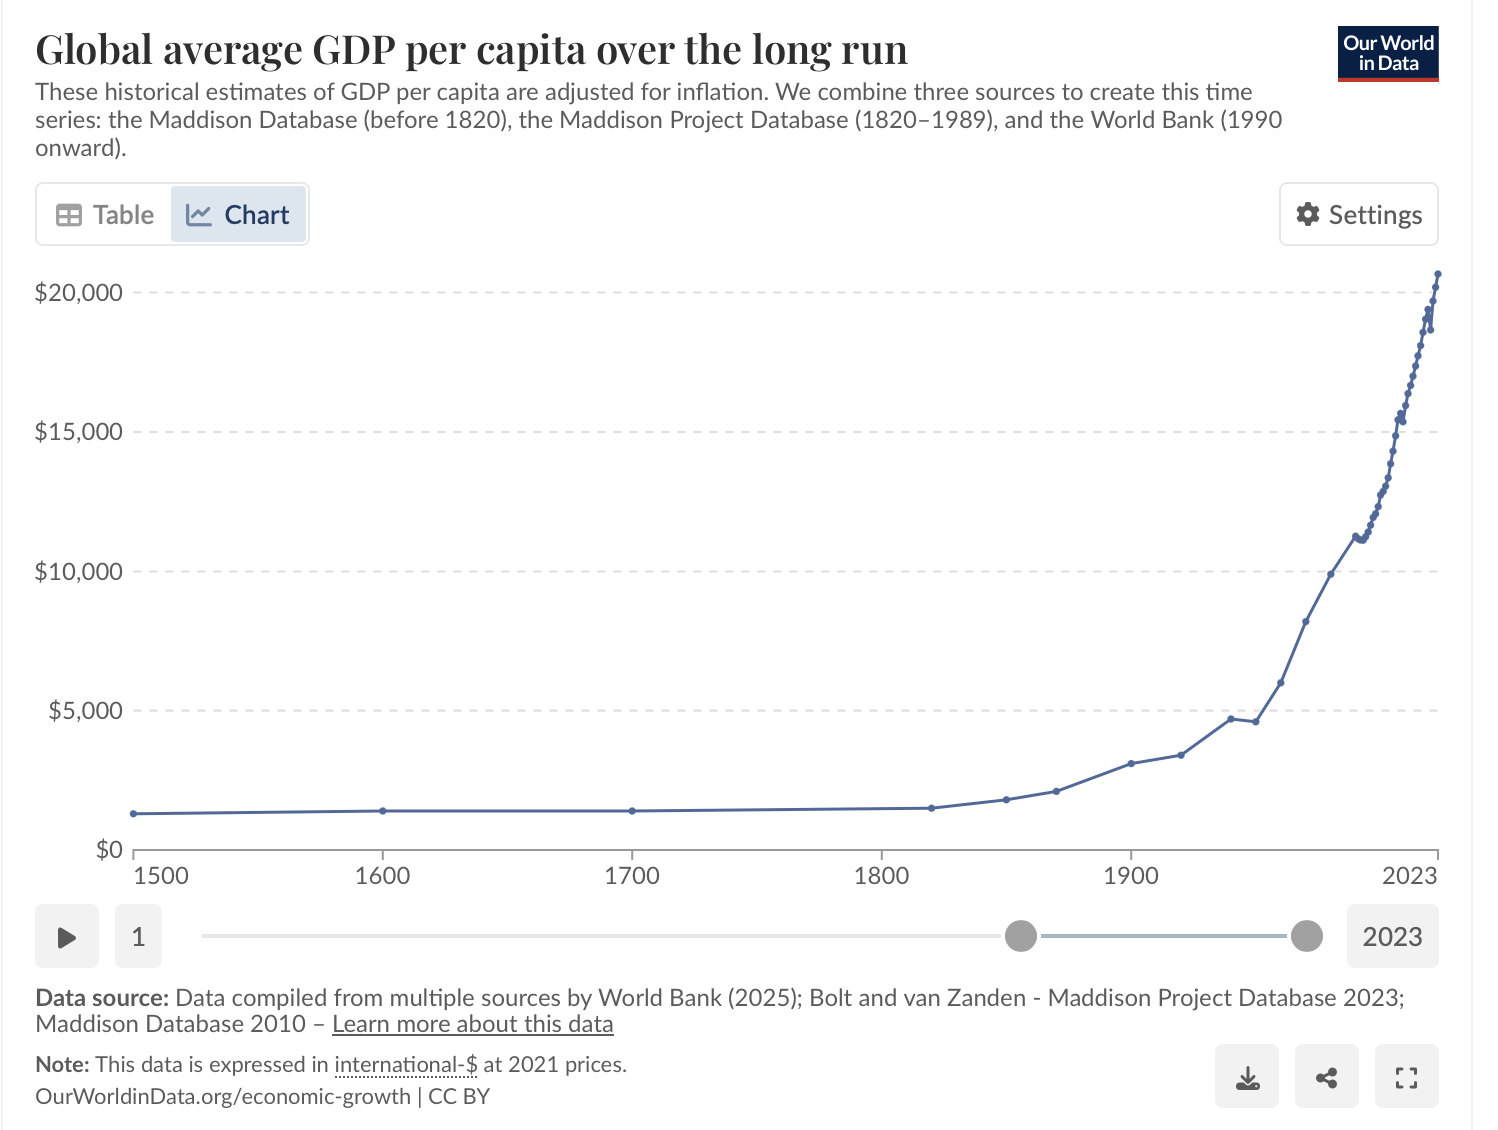 Global average GDP per capita over the long run
Our World
in Data
These historical estimates of GDP per capita are adjusted for inflation. We combine three sources to create this time
series: the Maddison Database (before 1820), the Maddison Project Database (1820–1989), and the World Bank (1990
onward).
Table
Chart
Settings
$20,000
$15,000
$10,000
$5,000
$0
1500
1600
1700
1800
1900
2023
1
2023
Data source: Data compiled from multiple sources by World Bank (2025); Bolt and van Zanden - Maddison Project Database 2023;
Maddison Database 2010 – Learn more about this data
Note: This data is expressed in international-$ at 2021 prices.
OurWorldinData.org/economic-growth | CC BY